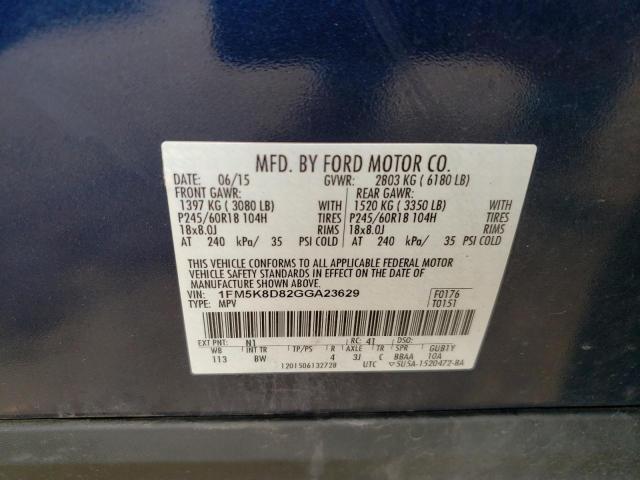 MFD. BY FORD MOTOR CO.
DATE: 06/15 GVWR: 2803 KG ( 6180 LB)
FRONT GAWR: REAR GAWR:
1397 KG ( 3080 LB) WITH 1520 KG ( 3350 LB) WITH
P245/60R18 104H TIRES P245/60R18 104H TIRES
18x8.0J RIMS 18x8.0J RIMS
AT 240 kPa/ 35 PSI COLD AT 240 kPa/ 35 PSI COLD
THIS VEHICLE CONFORMS TO ALL APPLICABLE FEDERAL MOTOR
VEHICLE SAFETY STANDARDS IN EFFECT ON THE DATE OF
MANUFACTURE SHOWN ABOVE.
VIN: 1FM5K8D82GGA23629 F0176
TYPE: MPV T0151
EXT PNT: N1 RC: 41 DSO:
WB INT TR TP/PS R AXLE TR SPR GUB1Y
113 BW 4 3J C BBAA 10A
1201506132728 UTC 5U5A-1520472-BA